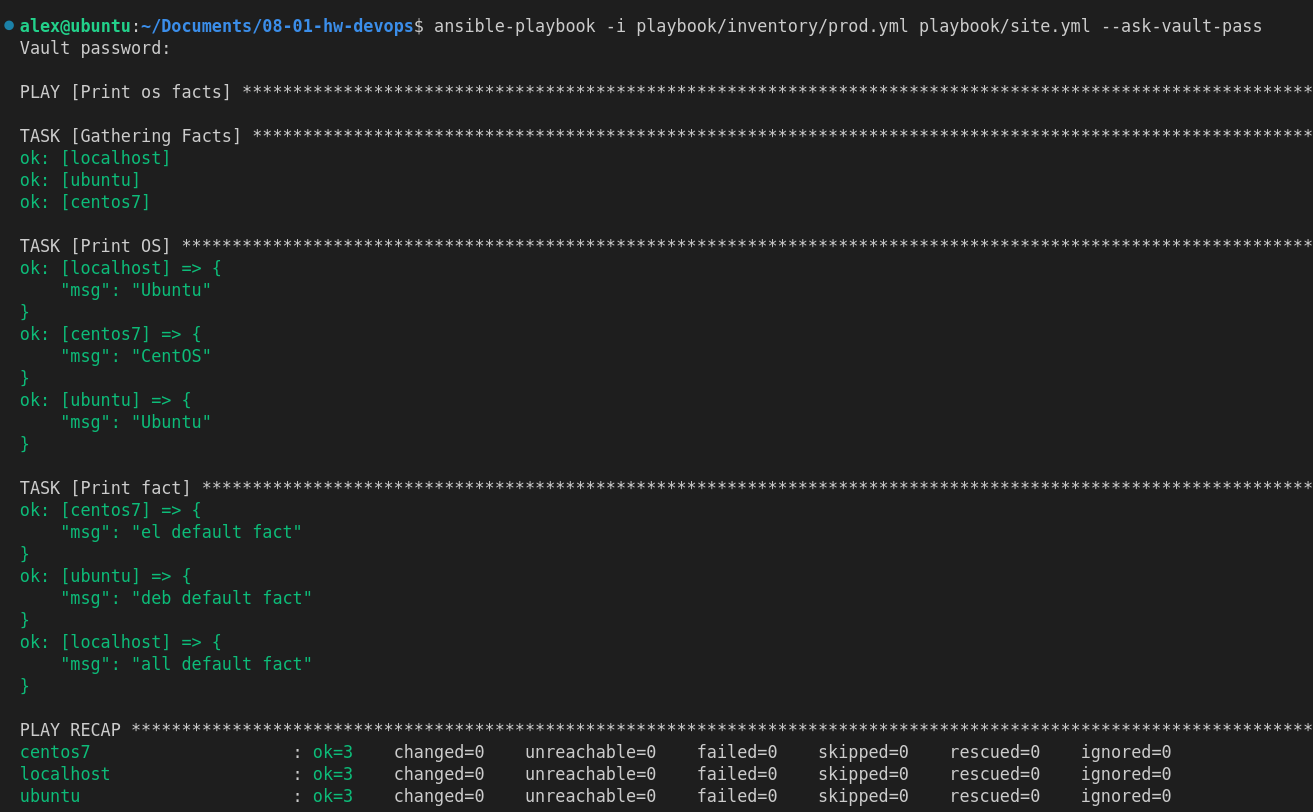 alex@ubuntu:~/Documents/08-01-hw-devops$ ansible-playbook -i playbook/inventory/prod.yml playbook/site.yml --ask-vault-pass
Vault password:
PLAY [Print os facts] **********************************************************************************************************
TASK [Gathering Facts] *********************************************************************************************************
ok: [localhost]
ok: [ubuntu]
ok: [centos7]
TASK [Print OS] ****************************************************************************************************************
ok: [localhost] => {
    "msg": "Ubuntu"
}
ok: [centos7] => {
    "msg": "CentOS"
}
ok: [ubuntu] => {
    "msg": "Ubuntu"
}
TASK [Print fact] **************************************************************************************************************
ok: [centos7] => {
    "msg": "el default fact"
}
ok: [ubuntu] => {
    "msg": "deb default fact"
}
ok: [localhost] => {
    "msg": "all default fact"
}
PLAY RECAP *********************************************************************************************************************
centos7                    : ok=3    changed=0    unreachable=0    failed=0    skipped=0    rescued=0    ignored=0
localhost                  : ok=3    changed=0    unreachable=0    failed=0    skipped=0    rescued=0    ignored=0
ubuntu                     : ok=3    changed=0    unreachable=0    failed=0    skipped=0    rescued=0    ignored=0